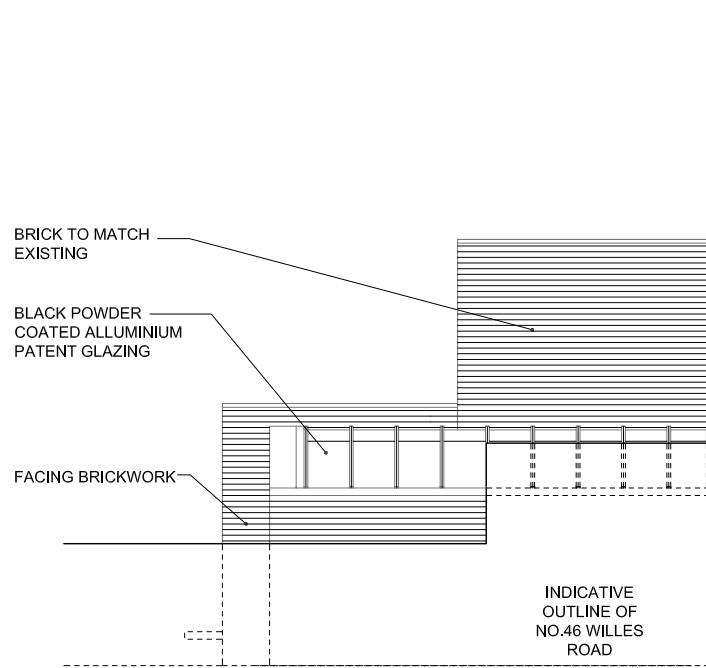 BRICK TO MATCH
EXISTING
BLACK POWDER
COATED ALLUMINIUM
PATENT GLAZING
FACING BRICKWORK
INDICATIVE
OUTLINE OF
NO.46 WILLES
ROAD